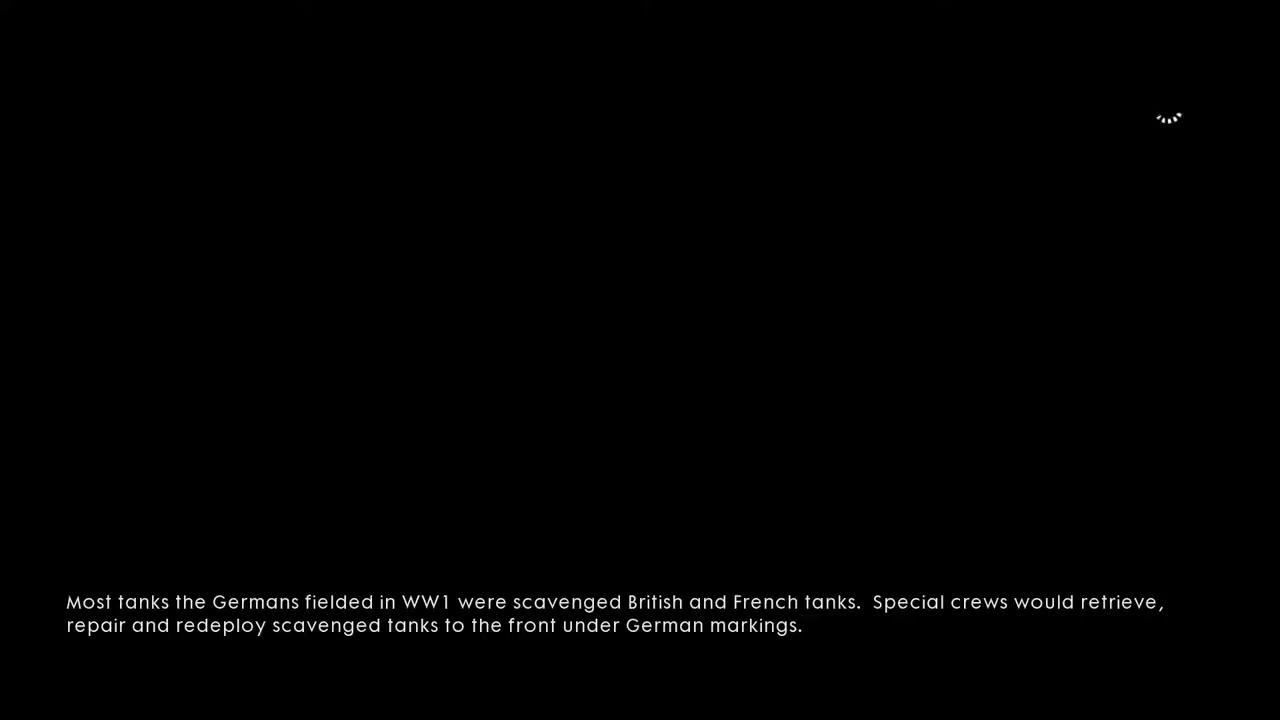 Most tanks the Germans fielded in WW1 were scavenged British and French tanks.  Special crews would retrieve,
repair and redeploy scavenged tanks to the front under German markings.